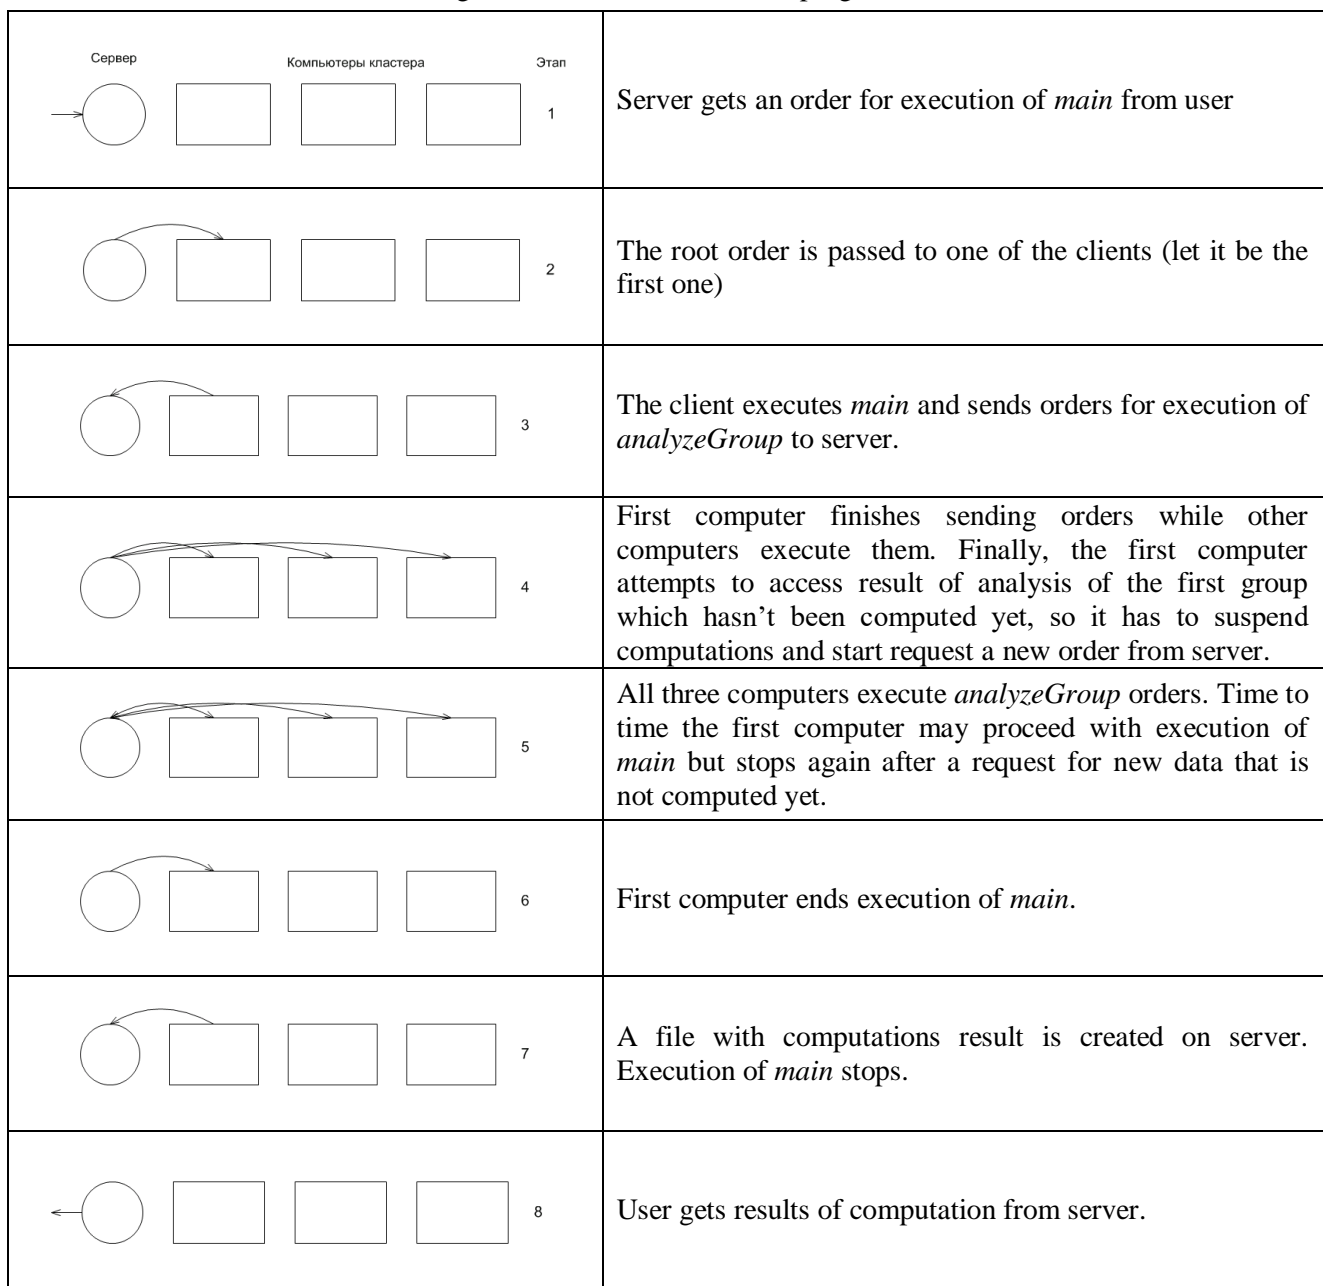 Сервер Компьютеры кластера Этап
1
Server gets an order for execution of main from user
2
The root order is passed to one of the clients (let it be the
first one)
3
The client executes main and sends orders for execution of
analyzeGroup to server.
4
First computer finishes sending orders while other
computers execute them. Finally, the first computer
attempts to access result of analysis of the first group
which hasn’t been computed yet, so it has to suspend
computations and start request a new order from server.
5
All three computers execute analyzeGroup orders. Time to
time the first computer may proceed with execution of
main but stops again after a request for new data that is
not computed yet.
6
First computer ends execution of main.
7
A file with computations result is created on server.
Execution of main stops.
8
User gets results of computation from server.